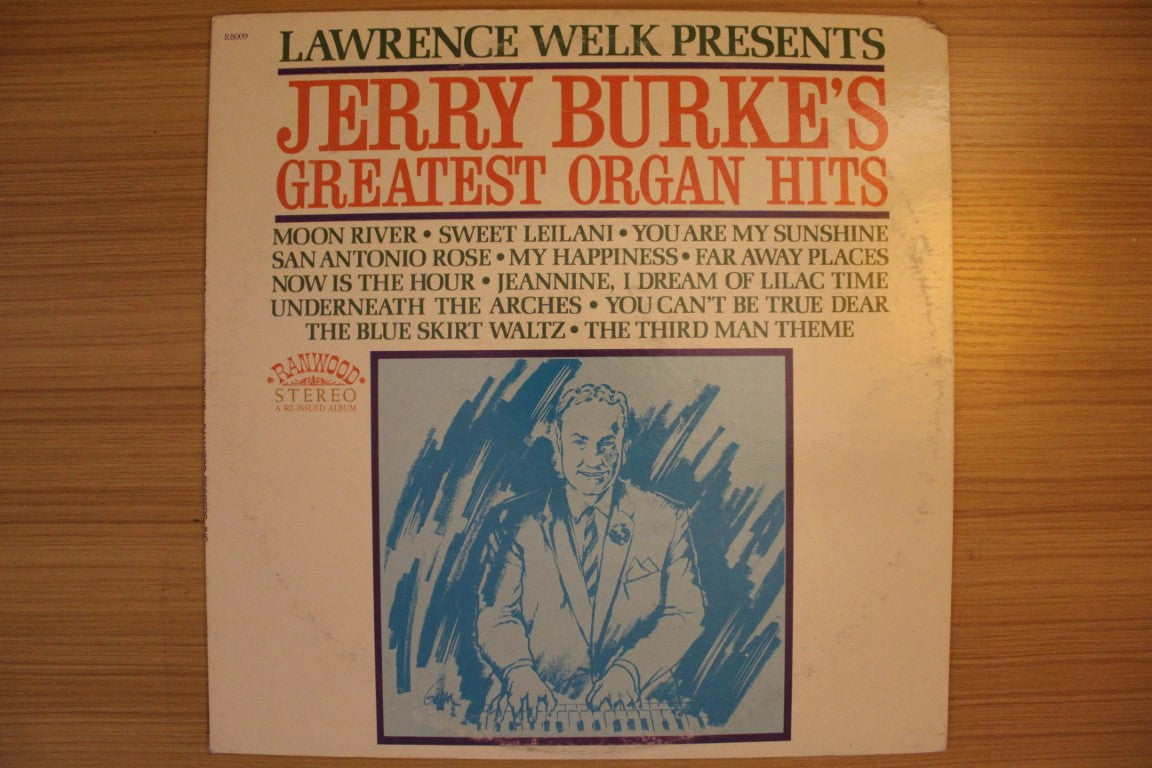 R8009
LAWRENCE WELK PRESENTS
JERRY BURKE'S
GREATEST ORGAN HITS
MOON RIVER • SWEET LEILANI • YOU ARE MY SUNSHINE
SAN ANTONIO ROSE • MY HAPPINESS • FAR AWAY PLACES
NOW IS THE HOUR • JEANNINE, I DREAM OF LILAC TIME
UNDERNEATH THE ARCHES • YOU CAN'T BE TRUE DEAR
THE BLUE SKIRT WALTZ • THE THIRD MAN THEME
RANWOOD
STEREO
A RE-ISSUED ALBUM